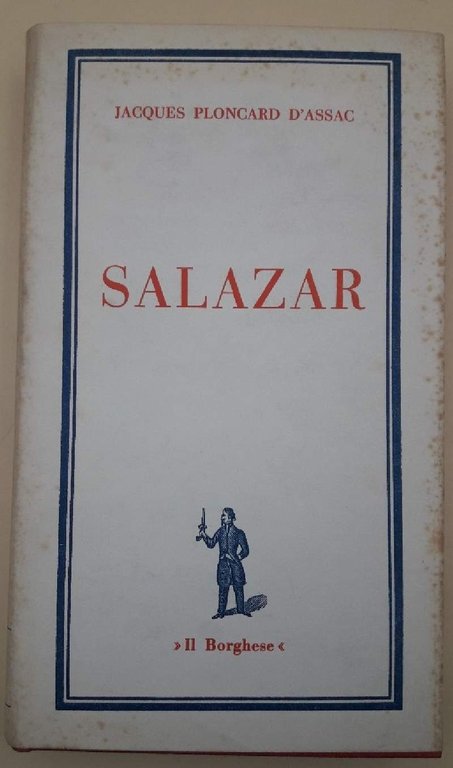 JACQUES PLONCARD D'ASSAC
SALAZAR
»Il Borghese«